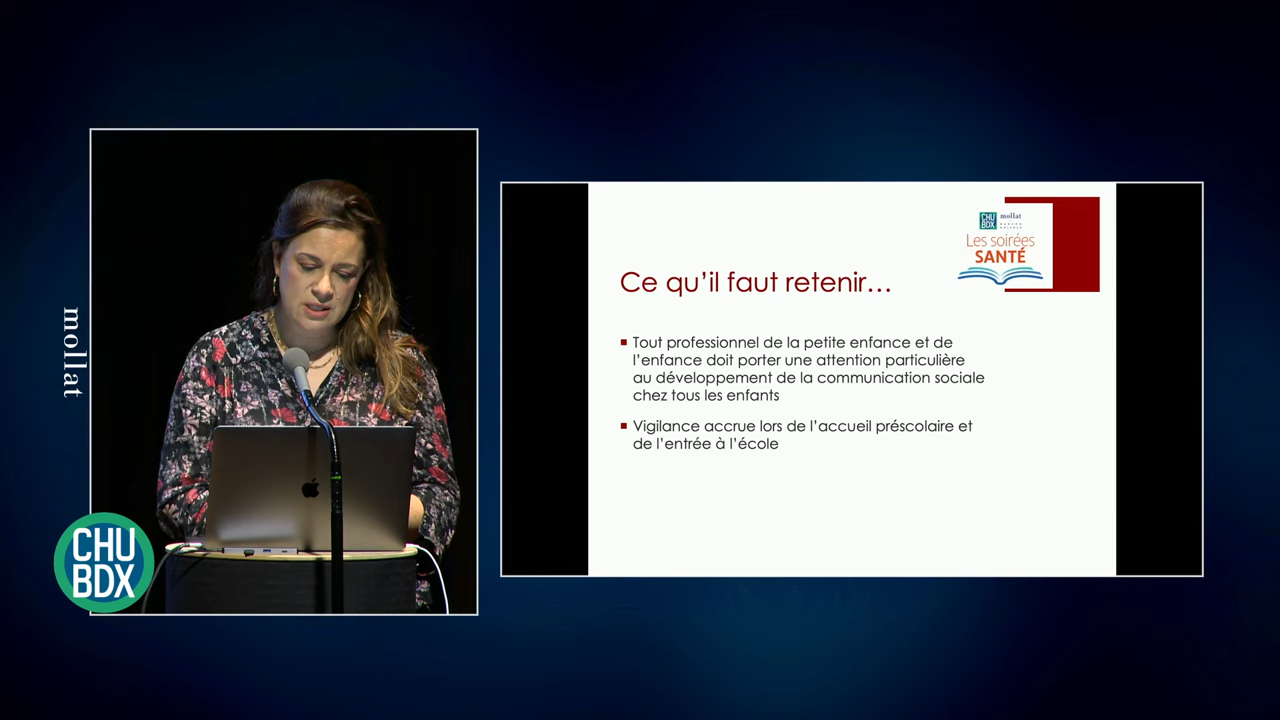 mollat
CHU
BDX
CHU
BDX
mollat
Les soirées
SANTÉ
Ce qu'il faut retenir...
Tout professionnel de la petite enfance et de
l'enfance doit porter une attention particulière
au développement de la communication sociale
chez tous les enfants
Vigilance accrue lors de l'accueil préscolaire et
de l'entrée à l'école